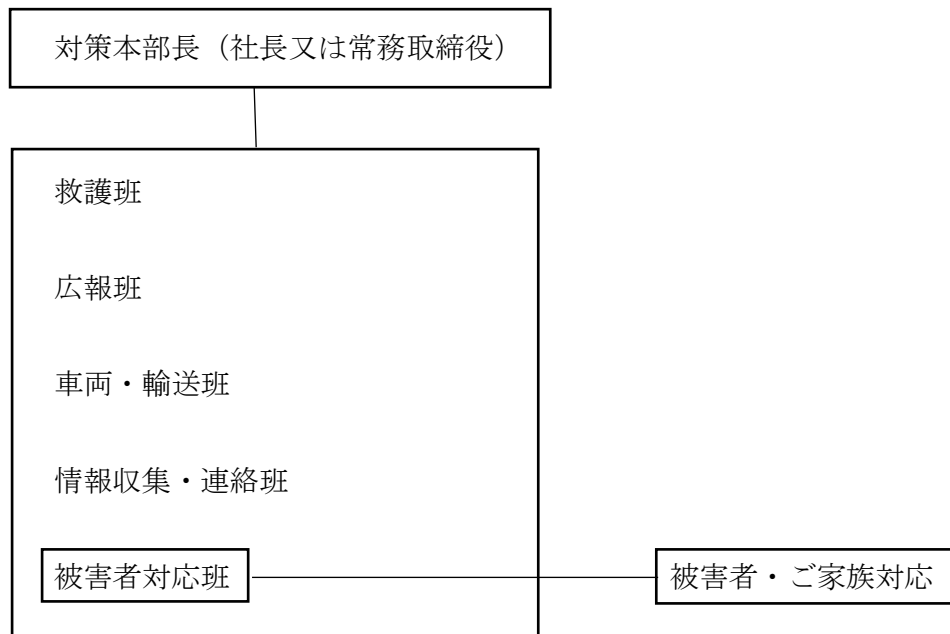 対策本部長（社長又は常務取締役）
救護班
広報班
車両・輸送班
情報収集・連絡班
被害者対応班
被害者・ご家族対応